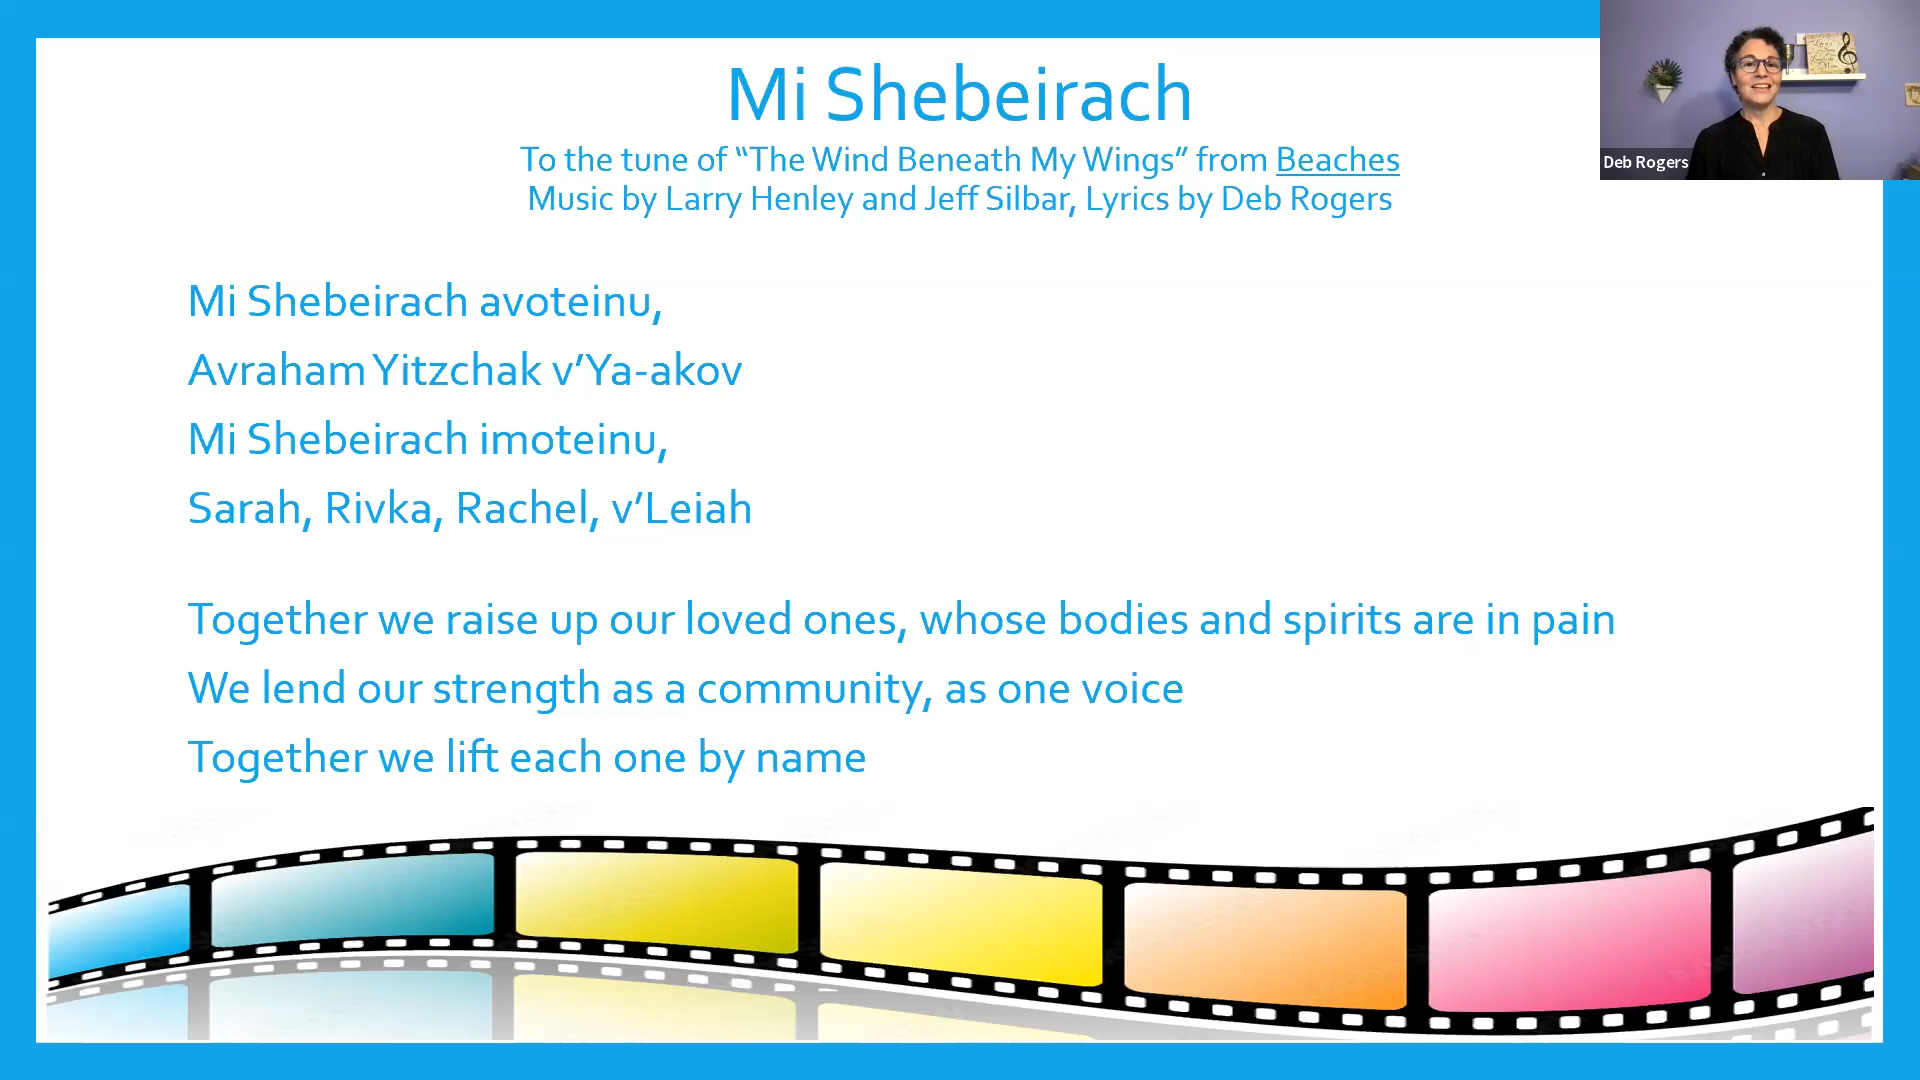 Mi Shebeirach
To the tune of “The Wind Beneath My Wings” from Beaches
Music by Larry Henley and Jeff Silbar, Lyrics by Deb Rogers
Deb Rogers
Mi Shebeirach avoteinu,
Avraham Yitzchak v’Ya-akov
Mi Shebeirach imoteinu,
Sarah, Rivka, Rachel, v’Leiah
Together we raise up our loved ones, whose bodies and spirits are in pain
We lend our strength as a community, as one voice
Together we lift each one by name